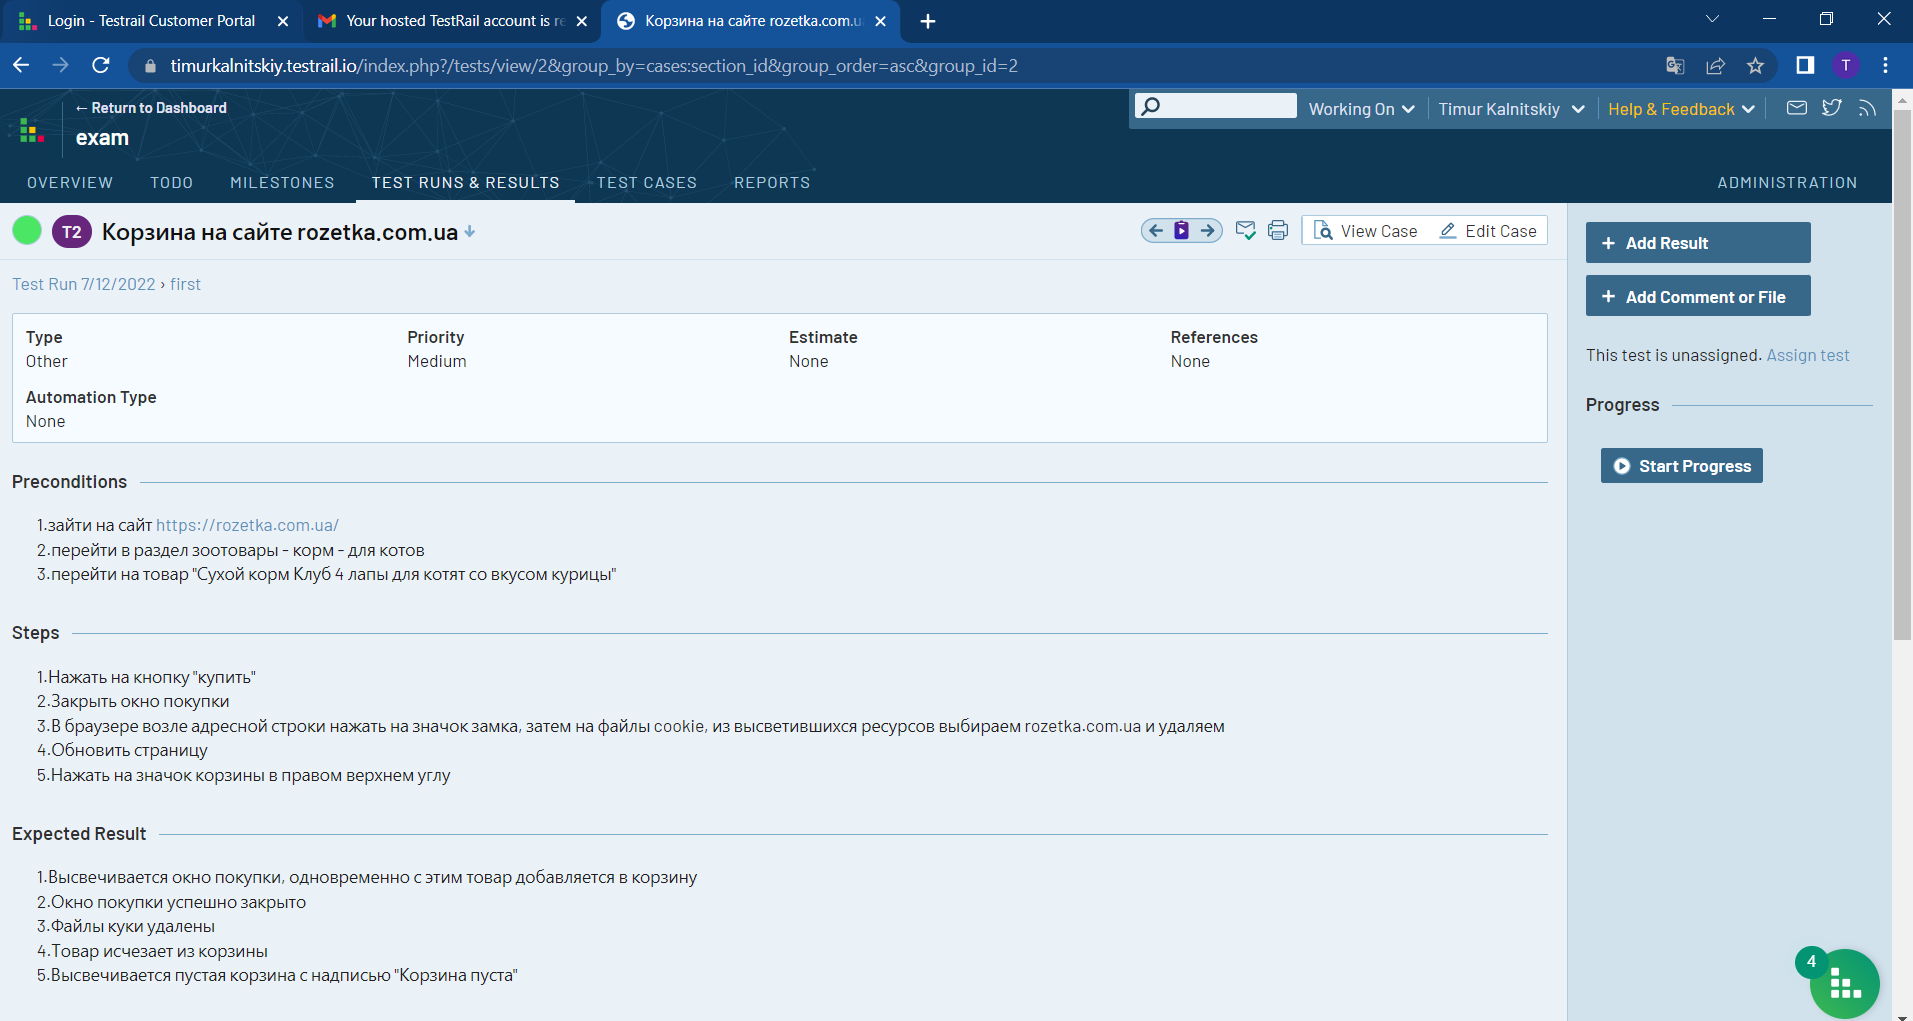 Login - Testrail Customer Portal
Your hosted TestRail account is re
Корзина на сайте rozetka.com.u
timurkalnitskiy.testrail.io/index.php?/tests/view/2&group_by=cases:section_id&group_order=asc&group_id=2
T
← Return to Dashboard
exam
Working On
Timur Kalnitskiy
Help & Feedback
OVERVIEW
TODO
MILESTONES
TEST RUNS & RESULTS
TEST CASES
REPORTS
ADMINISTRATION
T2
Корзина на сайте rozetka.com.ua
View Case
Edit Case
+ Add Result
+ Add Comment or File
Test Run 7/12/2022 › first
Type
Other
Priority
Medium
Estimate
None
References
None
Automation Type
None
This test is unassigned. Assign test
Progress
Start Progress
Preconditions
1.зайти на сайт https://rozetka.com.ua/
2.перейти в раздел зоотовары - корм - для котов
3.перейти на товар "Сухой корм Клуб 4 лапы для котят со вкусом курицы"
Steps
1.Нажать на кнопку "купить"
2.Закрыть окно покупки
3.В браузере возле адресной строки нажать на значок замка, затем на файлы cookie, из высветившихся ресурсов выбираем rozetka.com.ua и удаляем
4.Обновить страницу
5.Нажать на значок корзины в правом верхнем углу
Expected Result
1.Высвечивается окно покупки, одновременно с этим товар добавляется в корзину
2.Окно покупки успешно закрыто
3.Файлы куки удалены
4.Товар исчезает из корзины
5.Высвечивается пустая корзина с надписью "Корзина пуста"
4